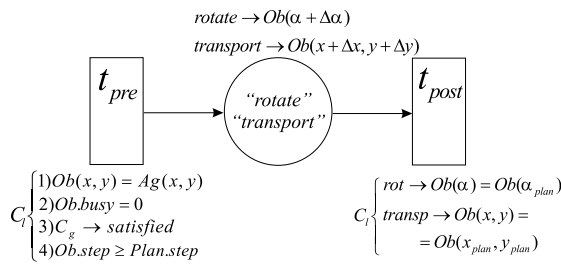 rotate → Ob(α + Δα)
transport → Ob(x + Δx, y + Δy)
t_pre
“rotate”
“transport”
t_post
C_l { 1)Ob(x, y) = Ag(x, y)
2)Ob.busy = 0
3)C_g → satisfied
4)Ob.step ≥ Plan.step
C_l { rot → Ob(α) = Ob(α_plan)
transp → Ob(x, y) =
= Ob(x_plan, y_plan)